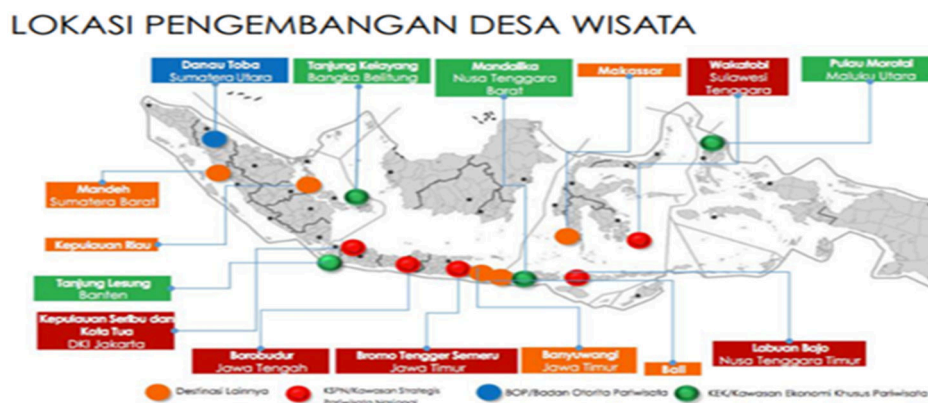 LOKASI PENGEMBANGAN DESA WISATA
Danau Toba
Sumatera Utara
Tanjung Kelayang
Bangka Belitung
Mandalika
Nusa Tenggara
Barat
Makassar
Wakatobi
Sulawesi
Tenggara
Pulau Morotai
Maluku Utara
Mandeh
Sumatera Barat
Kepulauan Riau
Tanjung Lesung
Banten
Kepulauan Seribu dan
Kota Tua
DKI Jakarta
Borobudur
Jawa Tengah
Bromo Tengger Semeru
Jawa Timur
Banyuwangi
Jawa Timur
Bali
Labuan Bajo
Nusa Tenggara Timur
Destinasi Lainnya
KSPN/Kawasan Strategis
Pariwisata Nasional
BOP/Badan Otorita Pariwisata
KEK/Kawasan Ekonomi Khusus Pariwisata